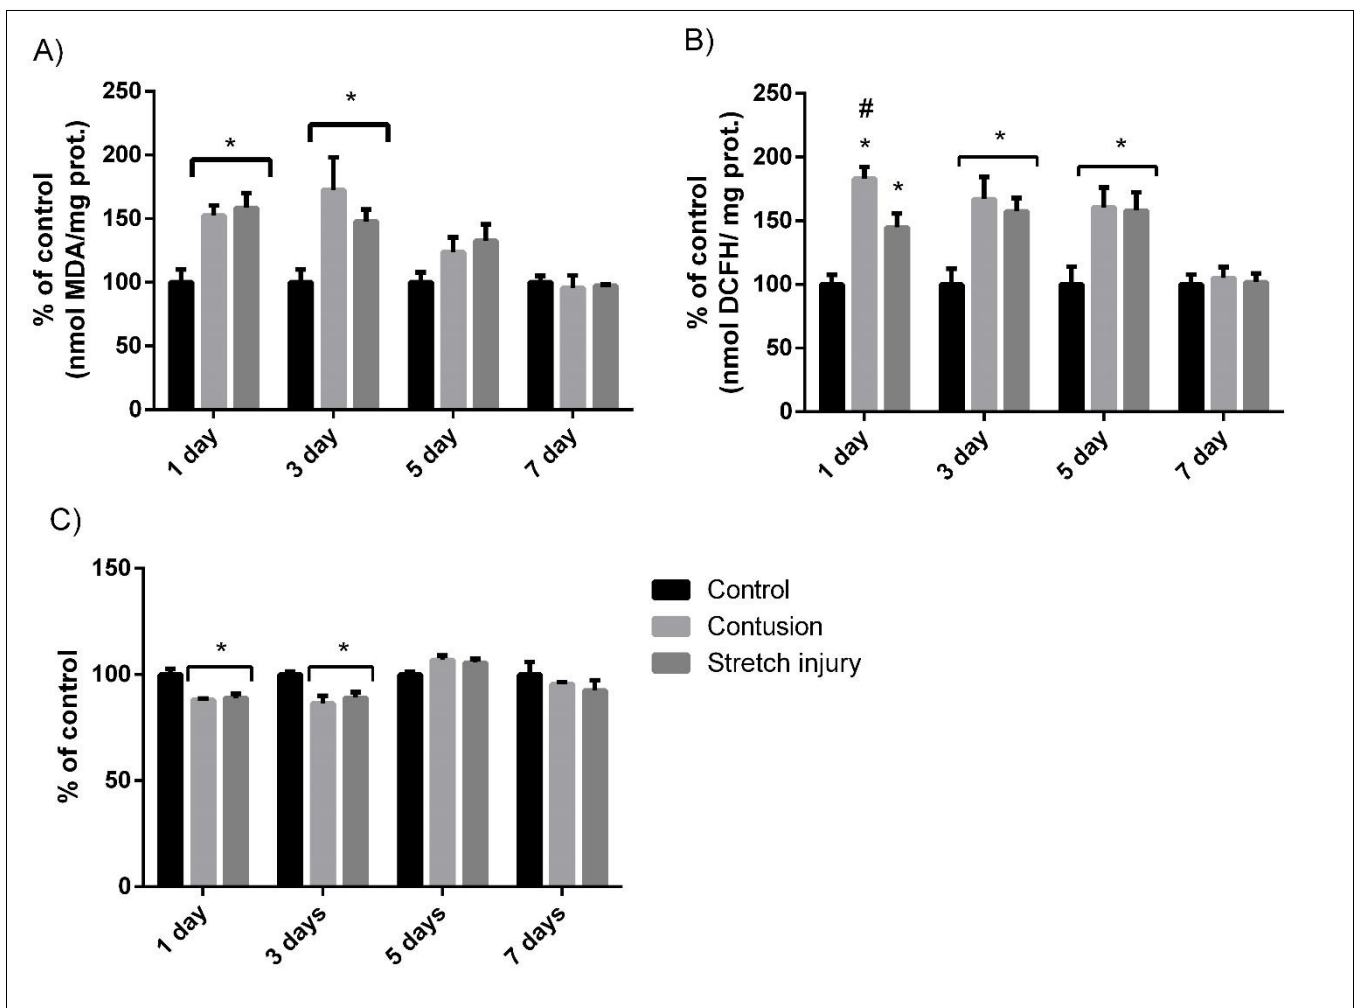 A)
% of control
(nmol MDA/mg prot.)
250
200
150
100
50
0
*
*
1 day
3 day
5 day
7 day
B)
% of control
(nmol DCFH/ mg prot.)
250
200
150
100
50
0
#
*
*
*
*
1 day
3 day
5 day
7 day
C)
% of control
150
100
50
0
*
*
1 day
3 days
5 days
7 days
Control
Contusion
Stretch injury